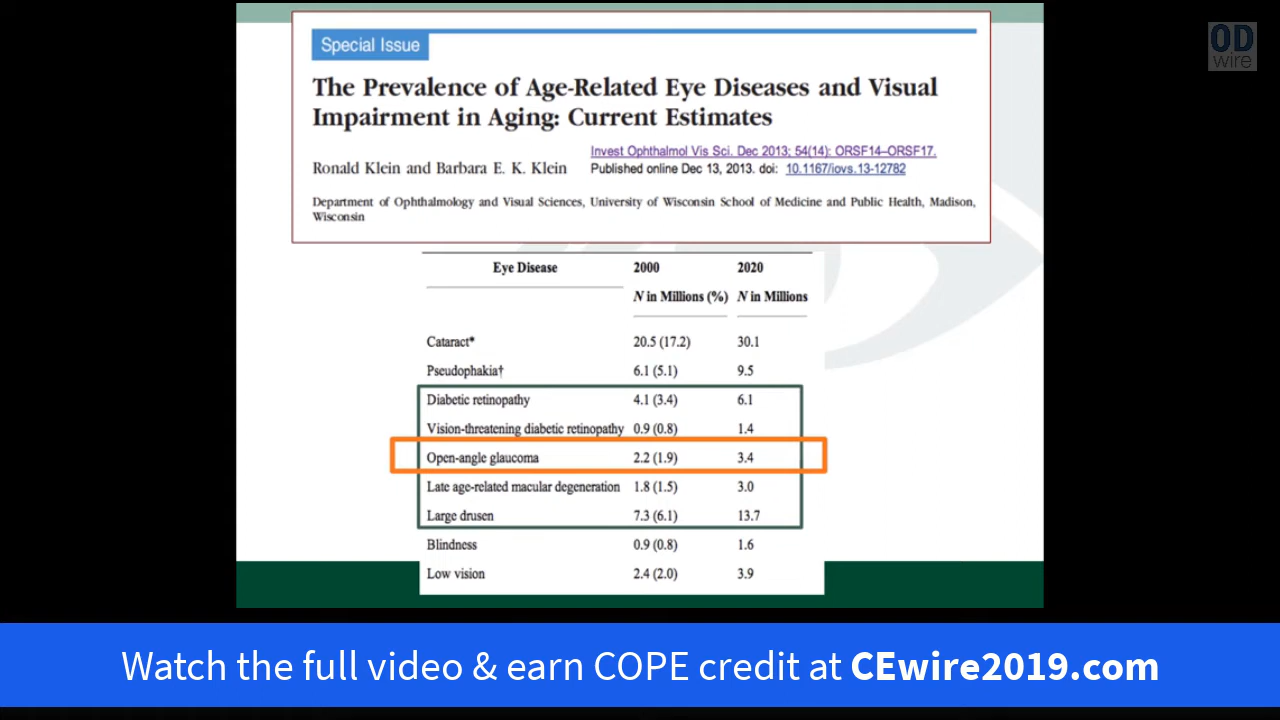 OD
wire
Special Issue
The Prevalence of Age-Related Eye Diseases and Visual
Impairment in Aging: Current Estimates
Invest Ophthalmol Vis Sci. Dec 2013; 54(14): ORSF14–ORSF17.
Ronald Klein and Barbara E. K. Klein Published online Dec 13, 2013. doi: 10.1167/iovs.13-12782
Department of Ophthalmology and Visual Sciences, University of Wisconsin School of Medicine and Public Health, Madison,
Wisconsin
Eye Disease 2000 2020
N in Millions (%) N in Millions
Cataract* 20.5 (17.2) 30.1
Pseudophakia† 6.1 (5.1) 9.5
Diabetic retinopathy 4.1 (3.4) 6.1
Vision-threatening diabetic retinopathy 0.9 (0.8) 1.4
Open-angle glaucoma 2.2 (1.9) 3.4
Late age-related macular degeneration 1.8 (1.5) 3.0
Large drusen 7.3 (6.1) 13.7
Blindness 0.9 (0.8) 1.6
Low vision 2.4 (2.0) 3.9
Watch the full video & earn COPE credit at CEwire2019.com